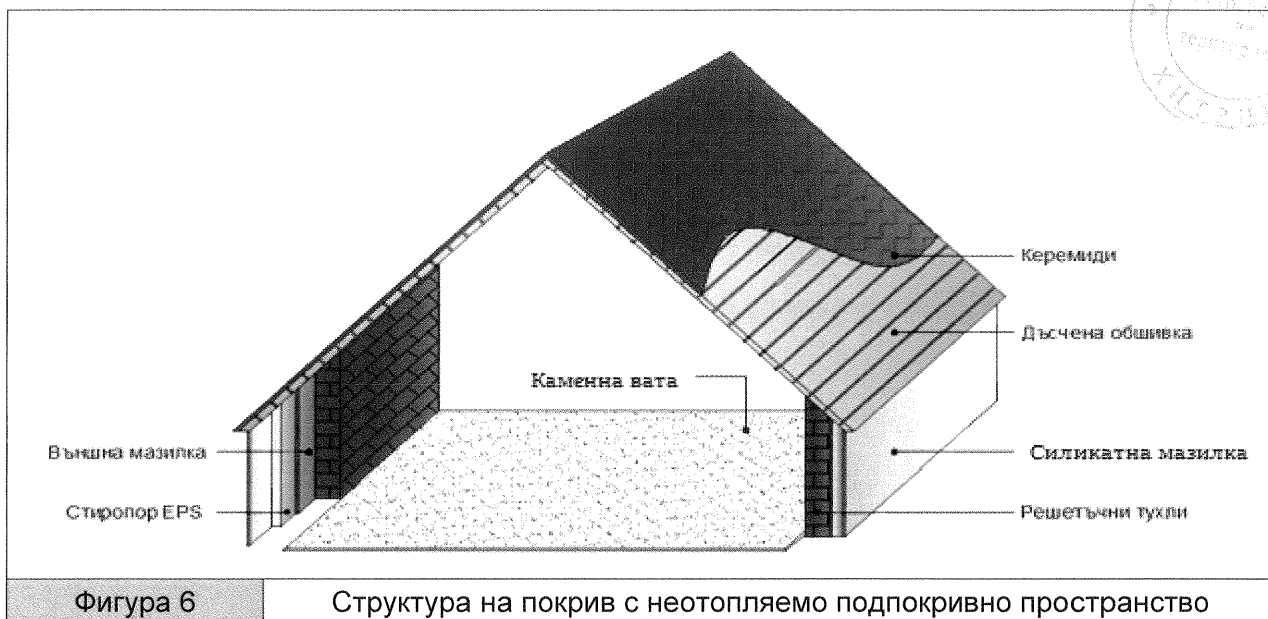 Керемиди
Дъсчена обшивка
Каменна вата
Външна мазилка
Силикатна мазилка
Стиропор EPS
Решетъчни тухли
Фигура 6
Структура на покрив с неотопляемо подпокривно пространство